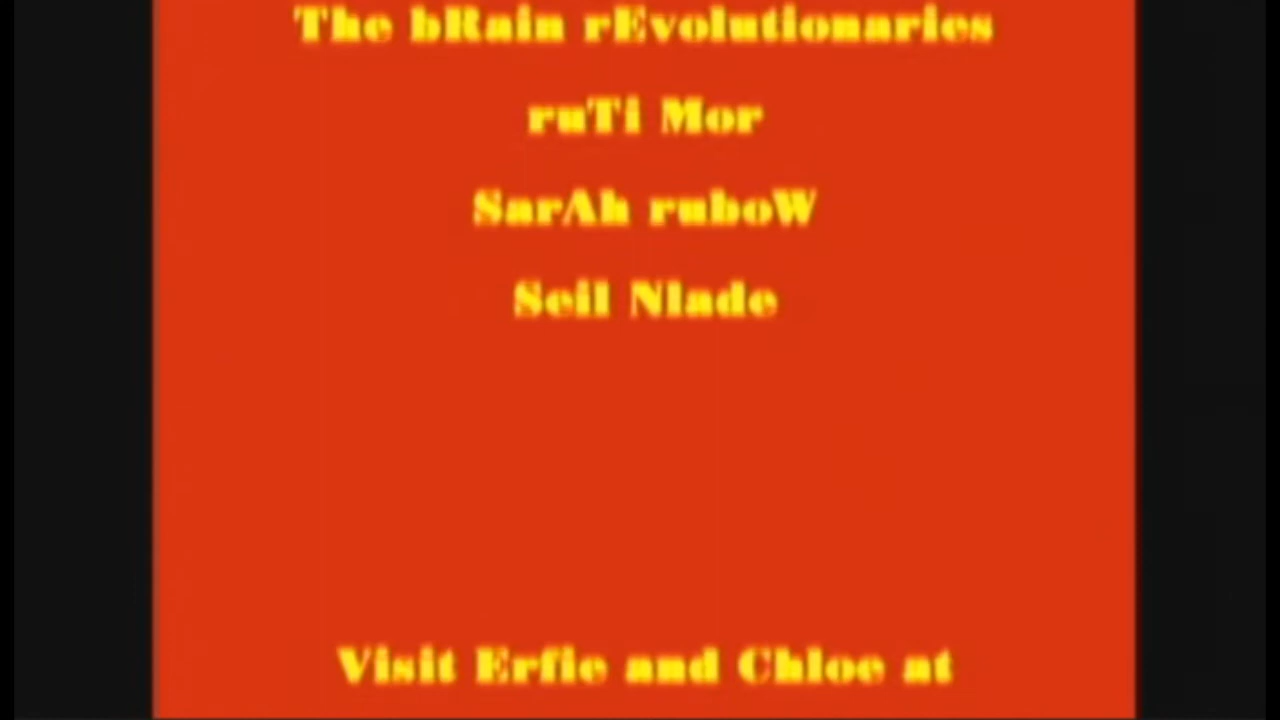 The bRain rEvolutionaries
ruTi Mor
SarAh ruboW
Seil Nlade
Visit Erfie and Chloe at